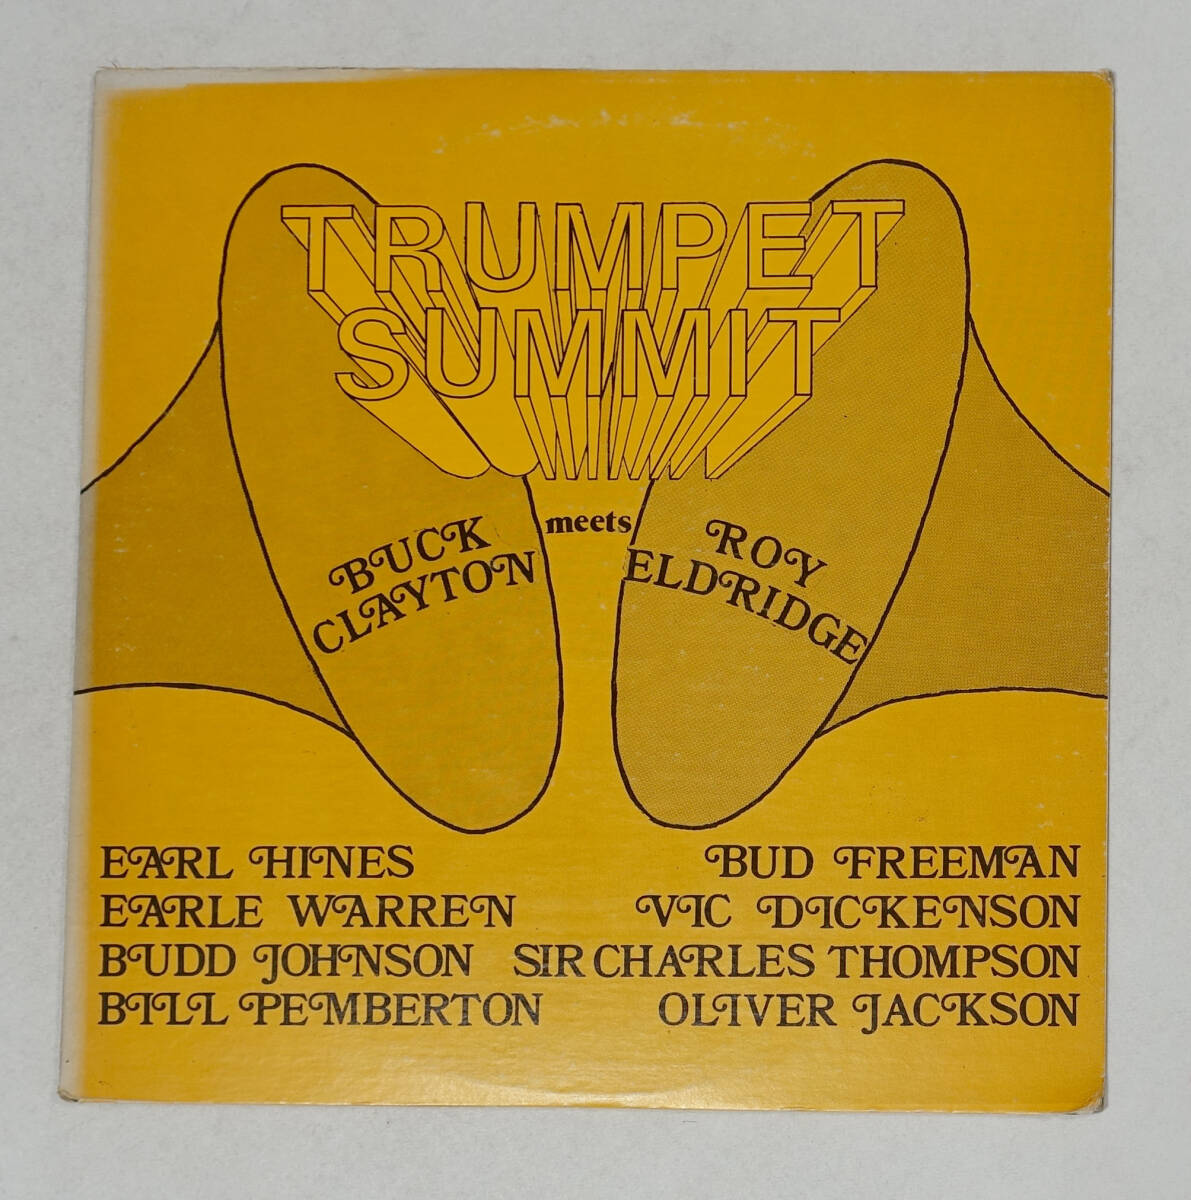 TRUMPET
SUMMIT
BUCK
CLAYTON
meets
ROY
ELDRIDGE
EARL HINES
EARLE WARREN
BUDD JOHNSON
BILL PEMBERTON
BUD FREEMAN
VIC DICKENSON
SIR CHARLES THOMPSON
OLIVER JACKSON